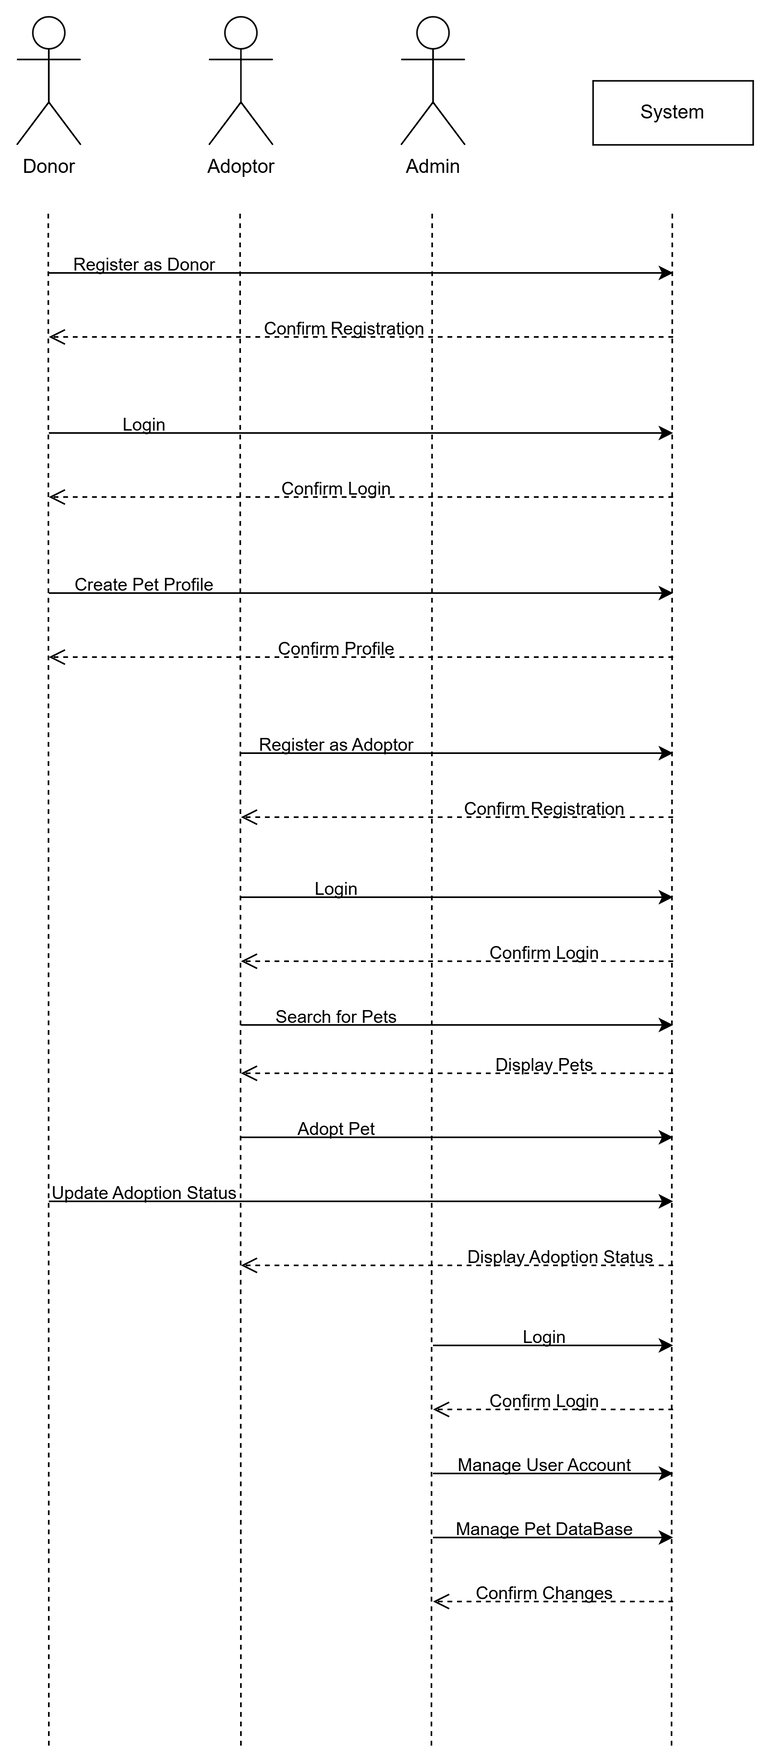 Donor
Adoptor
Admin
System
Register as Donor
Confirm Registration
Login
Confirm Login
Create Pet Profile
Confirm Profile
Register as Adoptor
Confirm Registration
Login
Confirm Login
Search for Pets
Display Pets
Adopt Pet
Update Adoption Status
Display Adoption Status
Login
Confirm Login
Manage User Account
Manage Pet DataBase
Confirm Changes